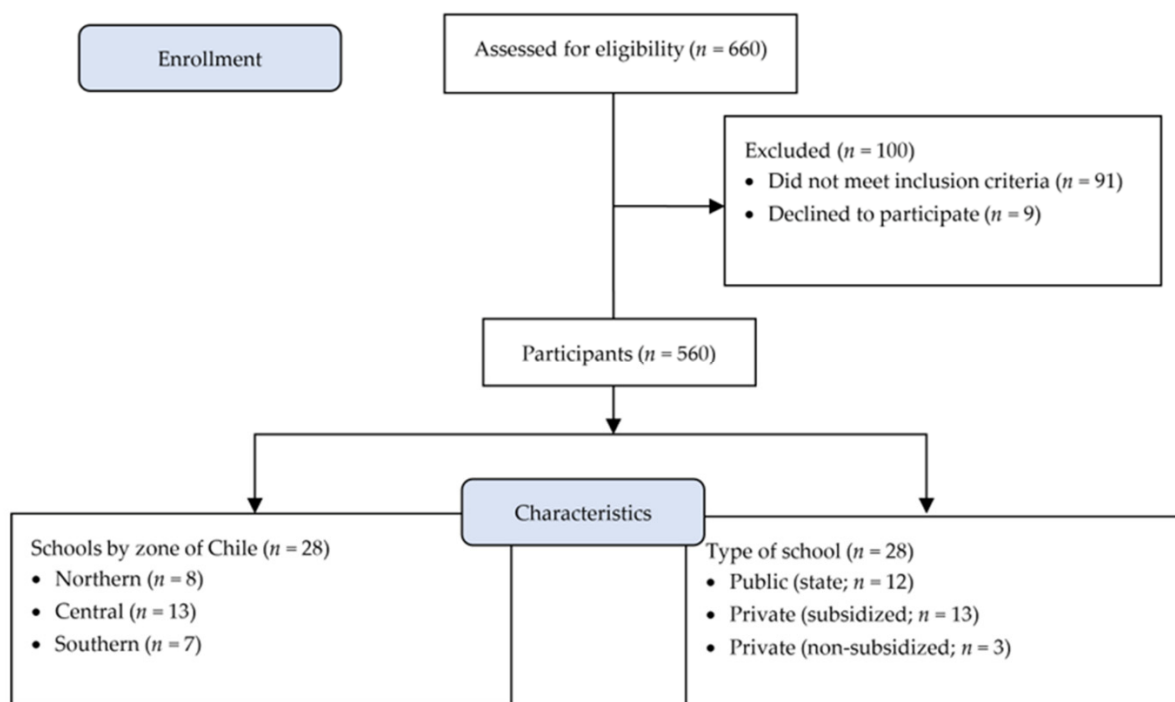 Enrollment
Assessed for eligibility (n = 660)
Excluded (n = 100)
• Did not meet inclusion criteria (n = 91)
• Declined to participate (n = 9)
Participants (n = 560)
Characteristics
Schools by zone of Chile (n = 28)
• Northern (n = 8)
• Central (n = 13)
• Southern (n = 7)
Type of school (n = 28)
• Public (state; n = 12)
• Private (subsidized; n = 13)
• Private (non-subsidized; n = 3)